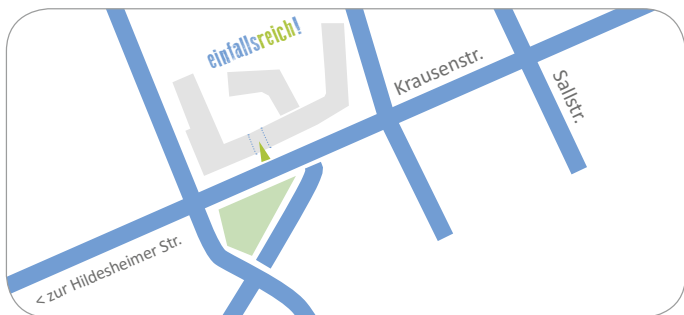 einfallsreich!
Krausenstr.
Sallstr.
< zur Hildesheimer Str.